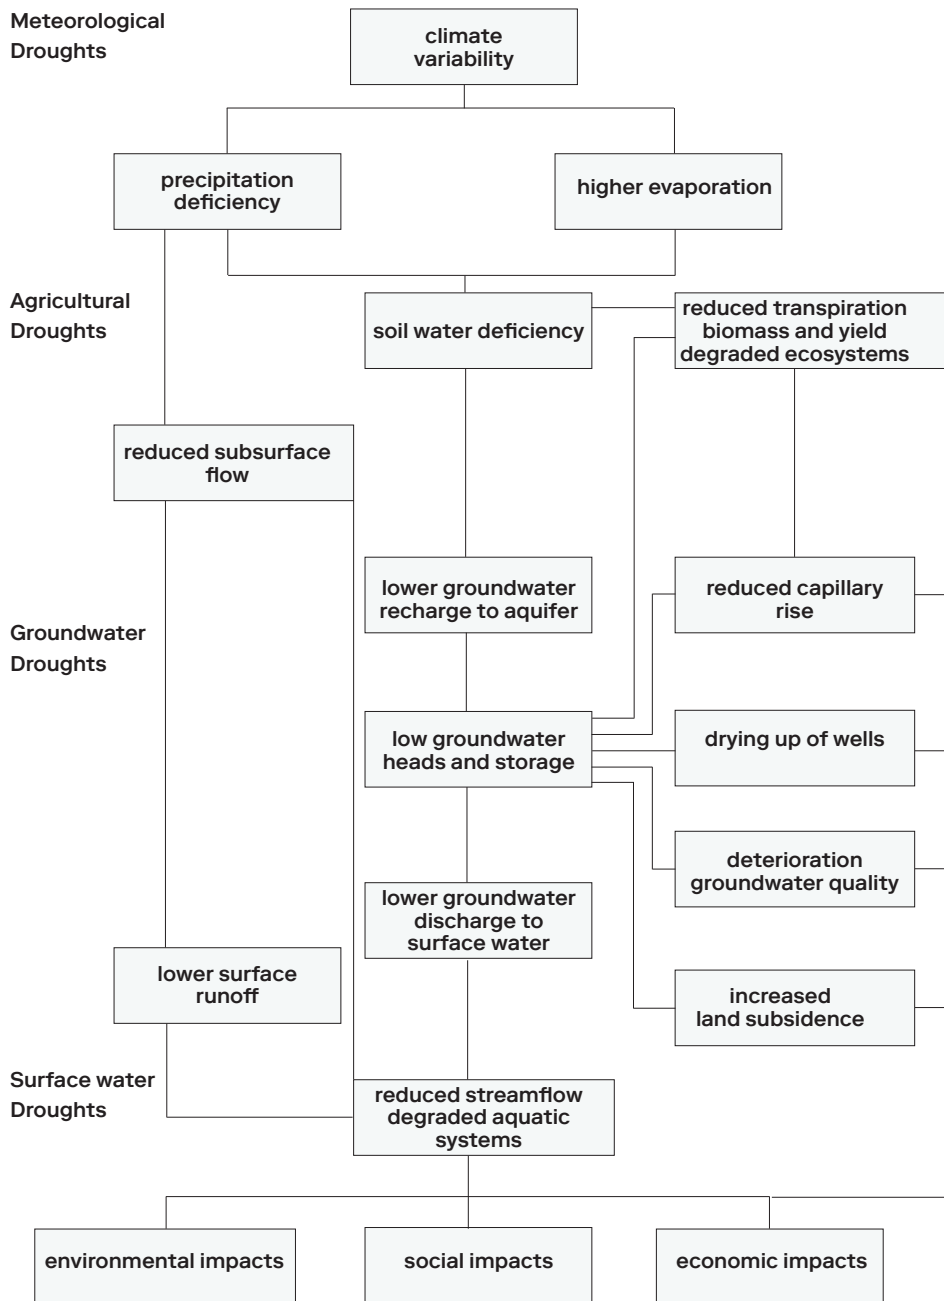 Meteorological
Droughts
climate
variability
precipitation
deficiency
higher evaporation
Agricultural
Droughts
soil water deficiency
reduced transpiration
biomass and yield
degraded ecosystems
reduced subsurface
flow
lower groundwater
recharge to aquifer
reduced capillary
rise
Groundwater
Droughts
low groundwater
heads and storage
drying up of wells
deterioration
groundwater quality
lower groundwater
discharge to
surface water
lower surface
runoff
increased
land subsidence
Surface water
Droughts
reduced streamflow
degraded aquatic
systems
environmental impacts
social impacts
economic impacts